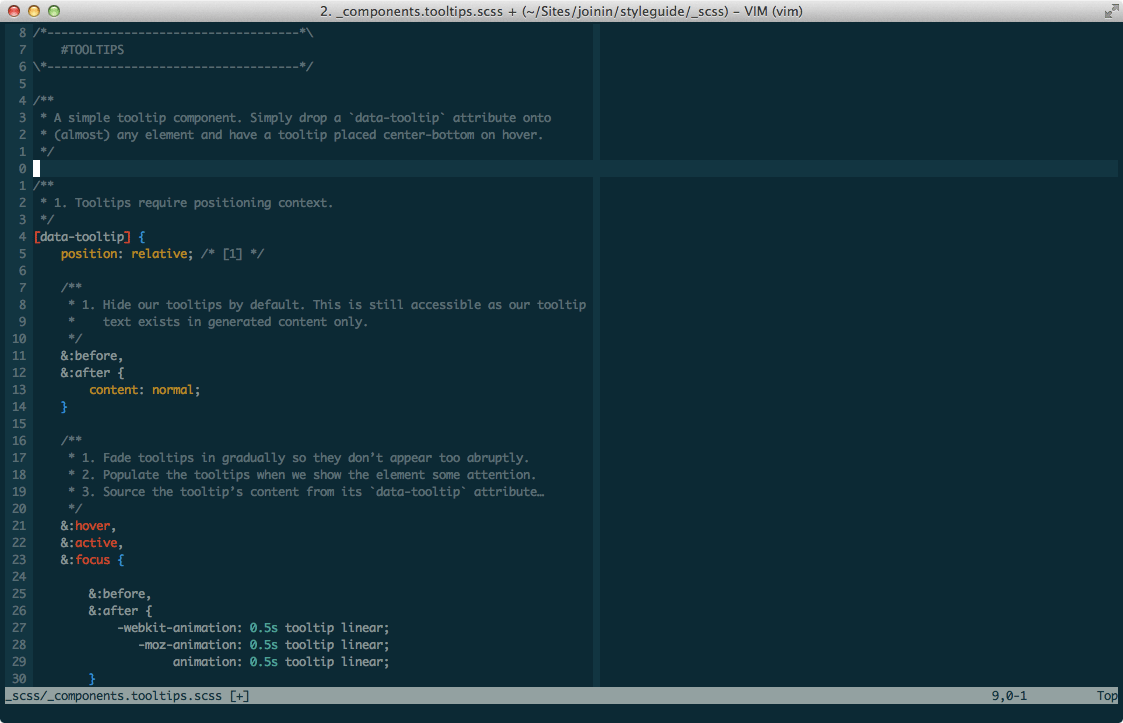 2. _components.tooltips.scss + (~/Sites/joinin/styleguide/_scss) – VIM (vim)
8 /*------------------------------------*\
7     #TOOLTIPS
6 \*------------------------------------*/
5
4 /**
3  * A simple tooltip component. Simply drop a `data-tooltip` attribute onto
2  * (almost) any element and have a tooltip placed center-bottom on hover.
1  */
0
1 /**
2  * 1. Tooltips require positioning context.
3  */
4 [data-tooltip] {
5     position: relative; /* [1] */
6
7     /**
8      * 1. Hide our tooltips by default. This is still accessible as our tooltip
9      *    text exists in generated content only.
10      */
11     &:before,
12     &:after {
13         content: normal;
14     }
15
16     /**
17      * 1. Fade tooltips in gradually so they don’t appear too abruptly.
18      * 2. Populate the tooltips when we show the element some attention.
19      * 3. Source the tooltip’s content from its `data-tooltip` attribute…
20      */
21     &:hover,
22     &:active,
23     &:focus {
24
25         &:before,
26         &:after {
27             -webkit-animation: 0.5s tooltip linear;
28                -moz-animation: 0.5s tooltip linear;
29                     animation: 0.5s tooltip linear;
30         }
_scss/_components.tooltips.scss [+] 9,0-1 Top